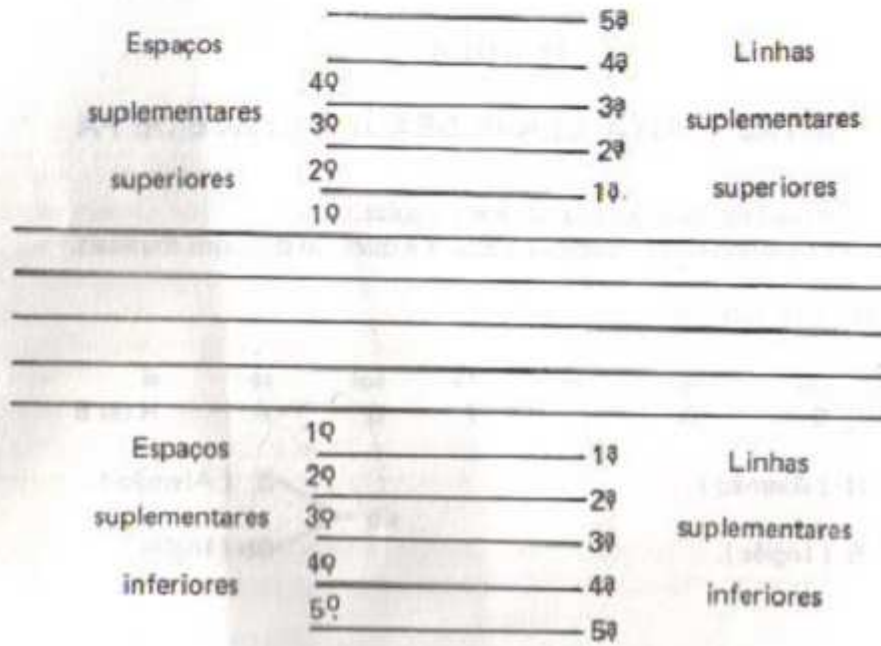 5ª
Espaços Linhas
4ª
4º
suplementares 3ª suplementares
3º
2ª
superiores 2º 1ª. superiores
1º
1º
Espaços 1ª Linhas
2º
suplementares 2ª suplementares
3º
3ª
4º
inferiores 4ª inferiores
5º
5ª